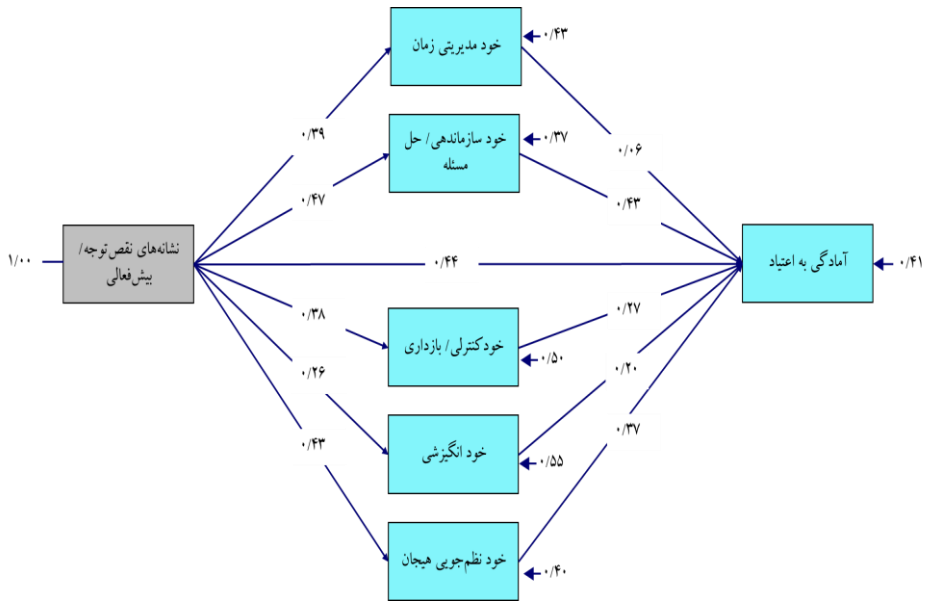 خود مدیریتی زمان
۰/۴۳
۰/۳۹
۰/۰۶
خود سازماندهی/ حل
مسئله
۰/۳۷
۰/۴۷
۰/۴۳
نشانه‌های نقص‌توجه/
بیش‌فعالی
۱/۰۰
۰/۴۴
آمادگی به اعتیاد
۰/۴۱
۰/۳۸
۰/۲۷
خودکنترلی/ بازداری
۰/۵۰
۰/۲۶
۰/۲۰
خود انگیزشی
۰/۵۵
۰/۴۳
۰/۳۷
خود نظم‌جویی هیجان
۰/۴۰